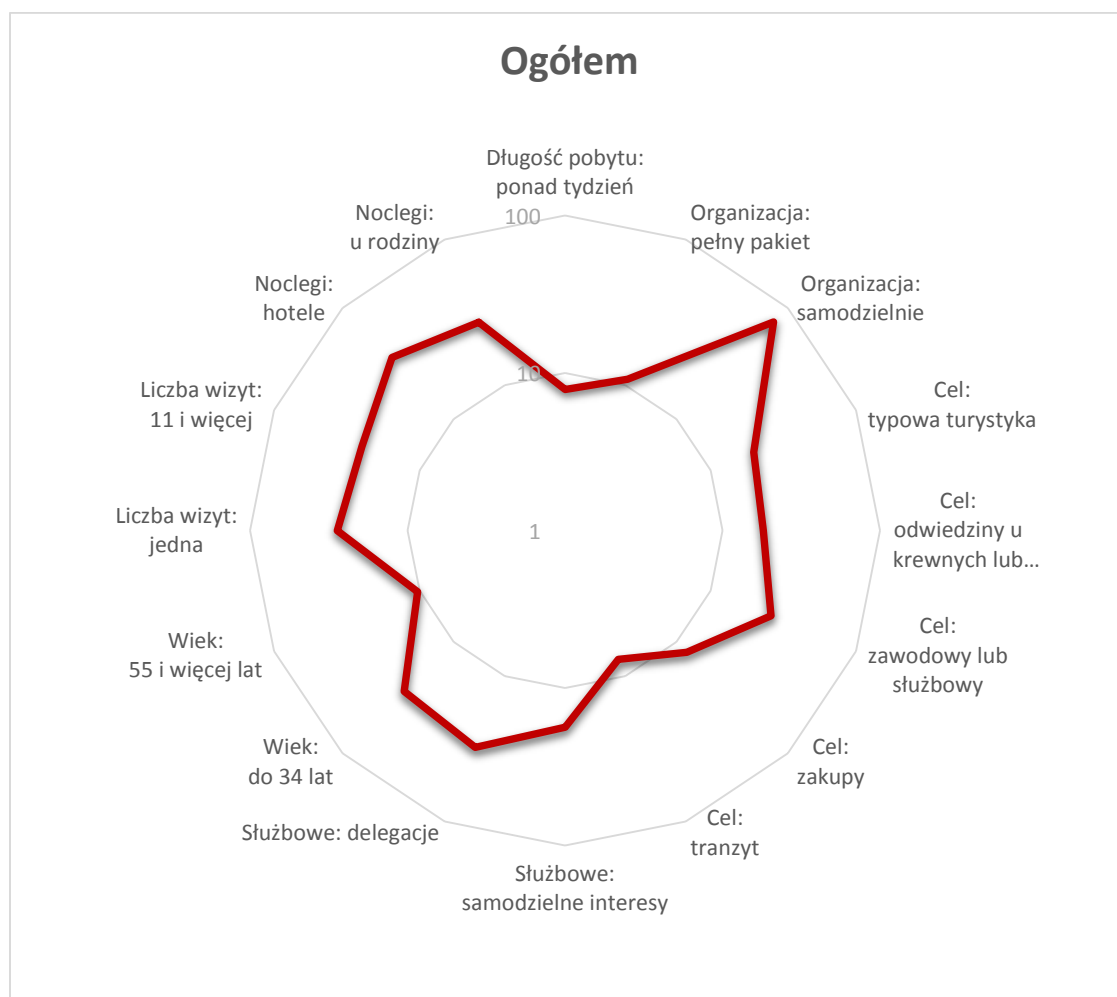 Ogółem
Długość pobytu:
ponad tydzień
Organizacja:
pełny pakiet
Organizacja:
samodzielnie
Cel:
typowa turystyka
Cel:
odwiedziny u
krewnych lub...
Cel:
zawodowy lub
służbowy
Cel:
zakupy
Cel:
tranzyt
Służbowe:
samodzielne interesy
Służbowe: delegacje
Wiek:
do 34 lat
Wiek:
55 i więcej lat
Liczba wizyt:
jedna
Liczba wizyt:
11 i więcej
Noclegi:
hotele
Noclegi:
u rodziny
100
10
1